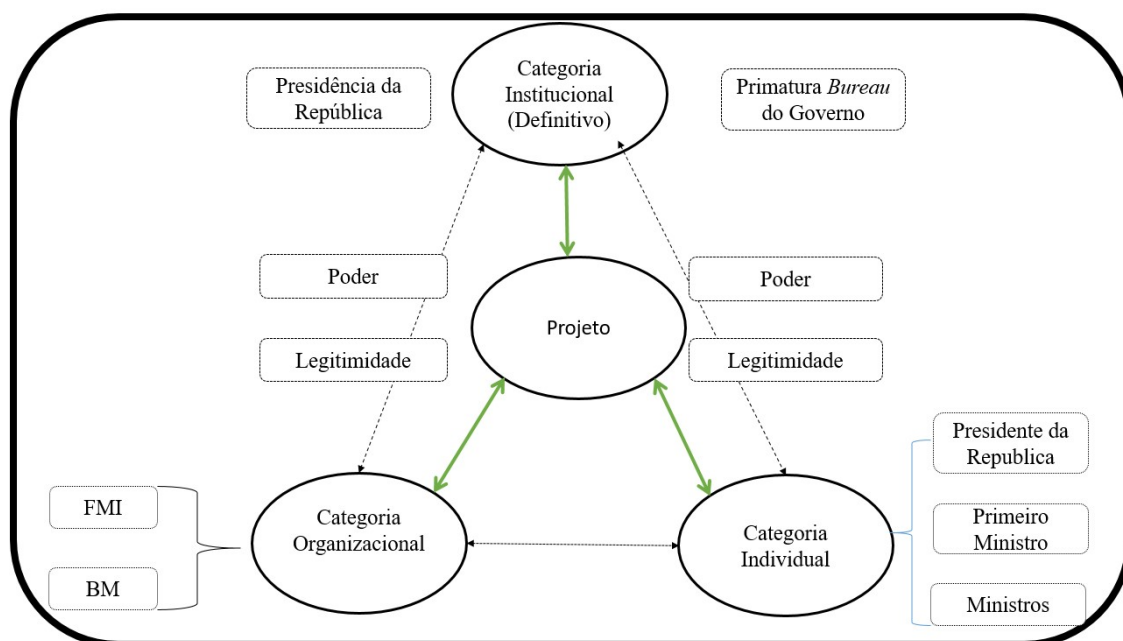 Categoria
Institucional
(Definitivo)
Presidência da
República
Primatura Bureau
do Governo
Poder
Poder
Projeto
Legitimidade
Legitimidade
Presidente da
Republica
FMI
Categoria
Organizacional
Categoria
Individual
Primeiro
Ministro
BM
Ministros